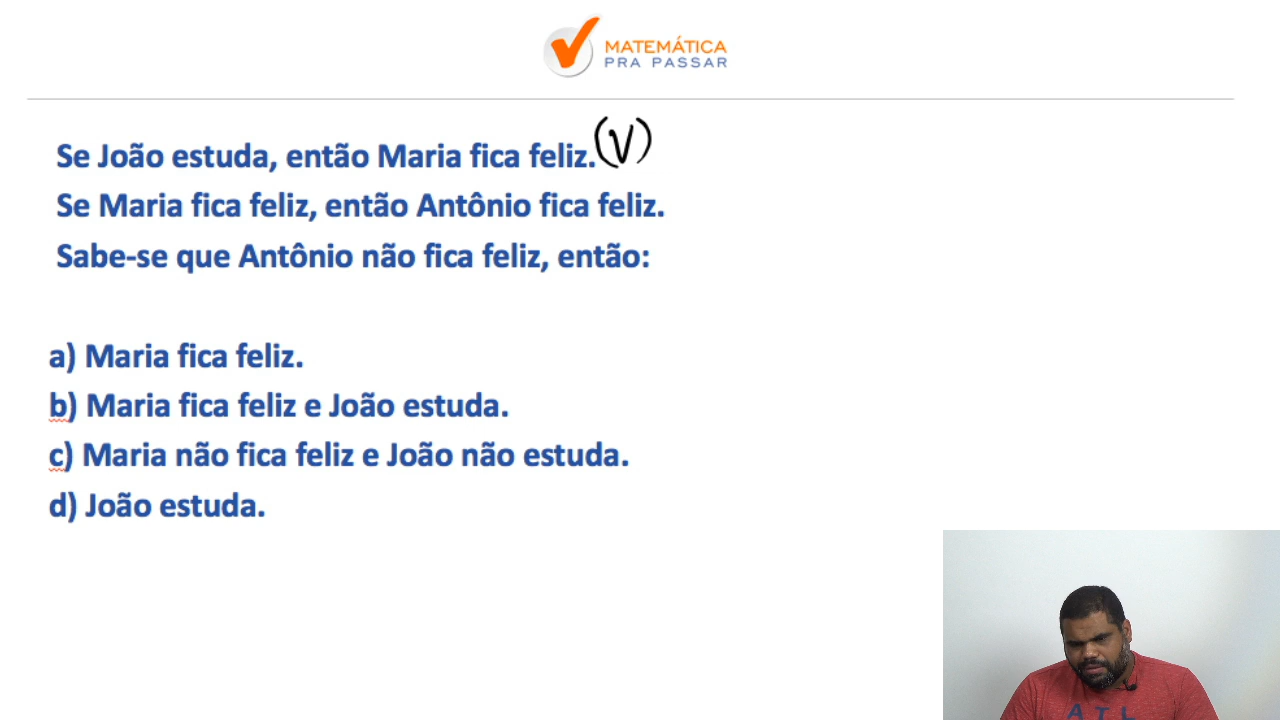 MATEMÁTICA
PRA PASSAR
Se João estuda, então Maria fica feliz. (V)
Se Maria fica feliz, então Antônio fica feliz.
Sabe-se que Antônio não fica feliz, então:
a) Maria fica feliz.
b) Maria fica feliz e João estuda.
c) Maria não fica feliz e João não estuda.
d) João estuda.